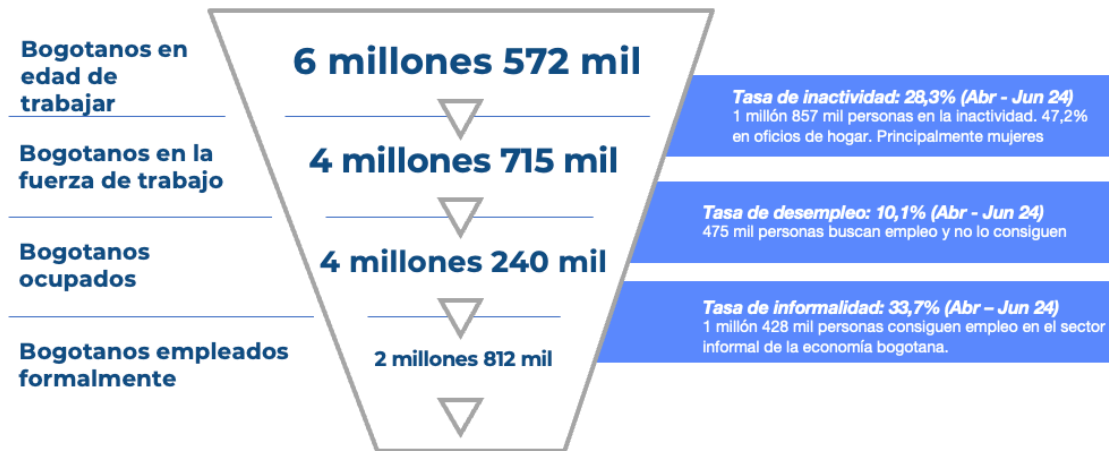 Bogotanos en
edad de
trabajar
6 millones 572 mil
Tasa de inactividad: 28,3% (Abr - Jun 24)
1 millón 857 mil personas en la inactividad. 47,2%
en oficios de hogar. Principalmente mujeres
Bogotanos en la
fuerza de trabajo
4 millones 715 mil
Tasa de desempleo: 10,1% (Abr - Jun 24)
475 mil personas buscan empleo y no lo consiguen
Bogotanos
ocupados
4 millones 240 mil
Tasa de informalidad: 33,7% (Abr – Jun 24)
1 millón 428 mil personas consiguen empleo en el sector
informal de la economía bogotana.
Bogotanos empleados
formalmente
2 millones 812 mil